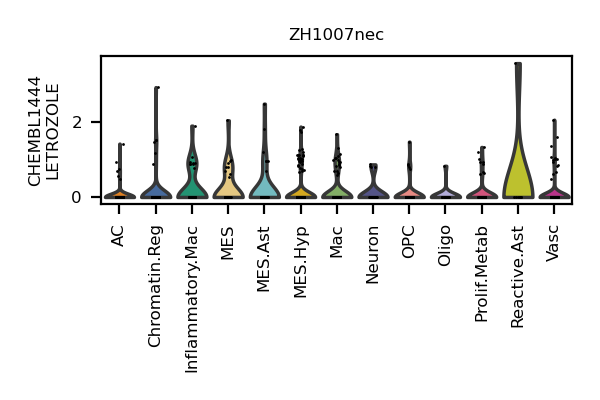 ZH1007nec
CHEMBL1444
LETROZOLE
2
0
AC
Chromatin.Reg
Inflammatory.Mac
MES
MES.Ast
MES.Hyp
Mac
Neuron
OPC
Oligo
Prolif.Metab
Reactive.Ast
Vasc